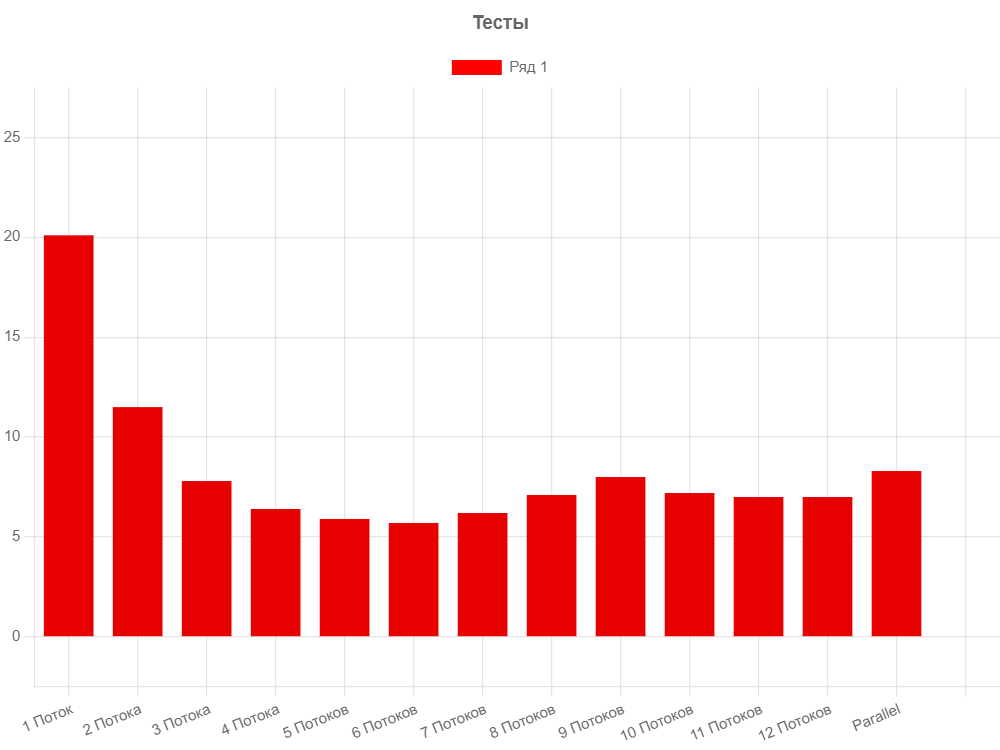 Тесты
Ряд 1
25
20
15
10
5
0
1 Поток
2 Потока
3 Потока
4 Потока
5 Потоков
6 Потоков
7 Потоков
8 Потоков
9 Потоков
10 Потоков
11 Потоков
12 Потоков
Parallel